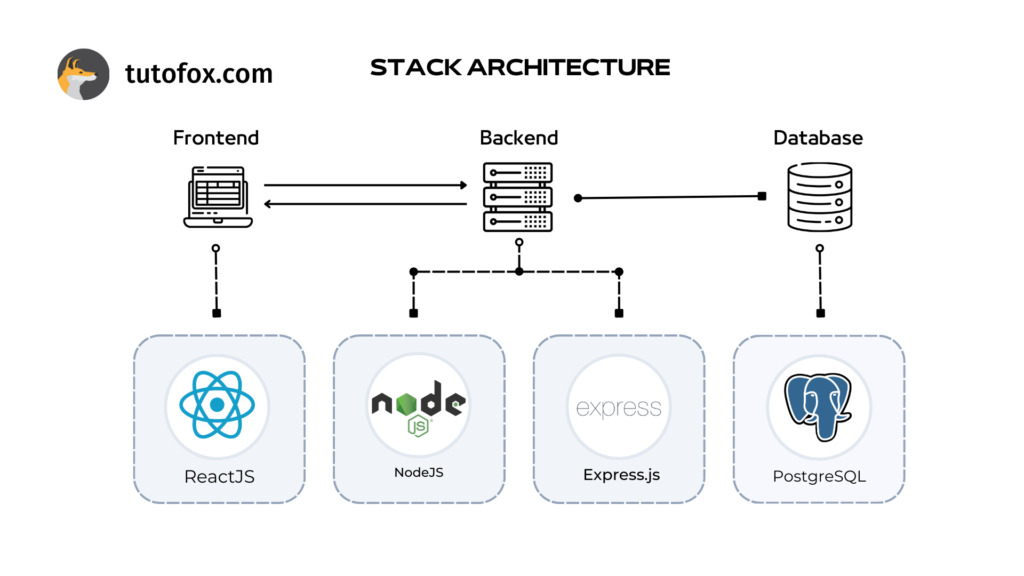 tutofox.com
STACK ARCHITECTURE
Frontend
Backend
Database
node
JS
express
ReactJS
NodeJS
Express.js
PostgreSQL